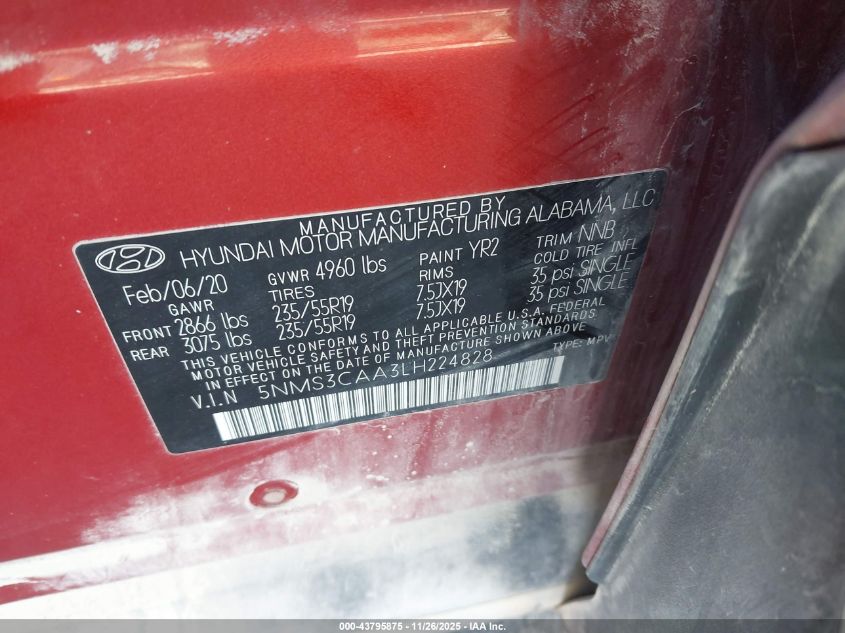 MANUFACTURED BY
HYUNDAI MOTOR MANUFACTURING ALABAMA, LLC
Feb/06/20 GVWR 4960 lbs PAINT YR2 TRIM NNB
GAWR TIRES RIMS COLD TIRE INFL
FRONT 2866 lbs 235/55R19 7.5JX19 35 psi SINGLE
REAR 3075 lbs 235/55R19 7.5JX19 35 psi SINGLE
THIS VEHICLE CONFORMS TO ALL APPLICABLE U.S.A. FEDERAL
MOTOR VEHICLE SAFETY AND THEFT PREVENTION STANDARDS
IN EFFECT ON THE DATE OF MANUFACTURE SHOWN ABOVE
V.I.N 5NMS3CAA3LH224828 TYPE: MPV
000-43795875 - 11/26/2025 - IAA Inc.